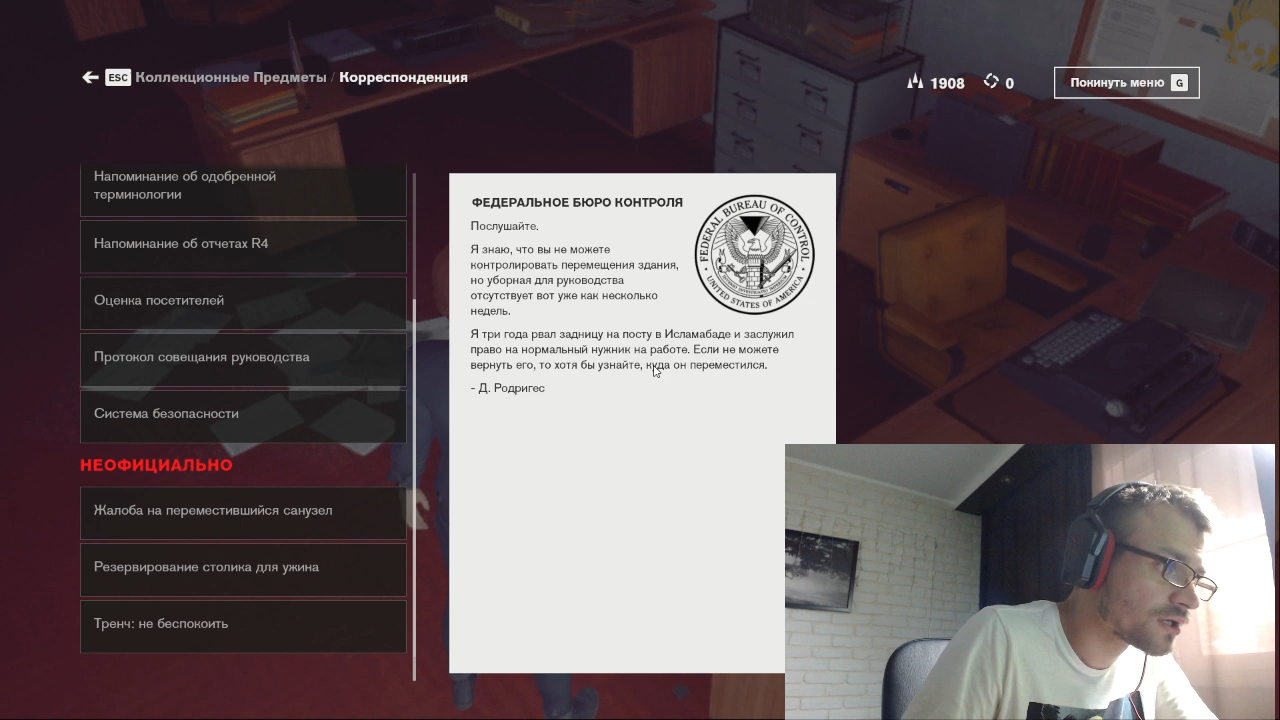 ESC Коллекционные Предметы / Корреспонденция
1908
0
Покинуть меню G
Напоминание об одобренной
терминологии
Напоминание об отчетах R4
Оценка посетителей
Протокол совещания руководства
Система безопасности
НЕОФИЦИАЛЬНО
Жалоба на переместившийся санузел
Резервирование столика для ужина
Тренч: не беспокоить
ФЕДЕРАЛЬНОЕ БЮРО КОНТРОЛЯ
Послушайте.
Я знаю, что вы не можете
контролировать перемещения здания,
но уборная для руководства
отсутствует вот уже как несколько
недель.
Я три года рвал задницу на посту в Исламабаде и заслужил
право на нормальный нужник на работе. Если не можете
вернуть его, то хотя бы узнайте, куда он переместился.
- Д. Родригес
FEDERAL BUREAU OF CONTROL
UNITED STATES OF AMERICA